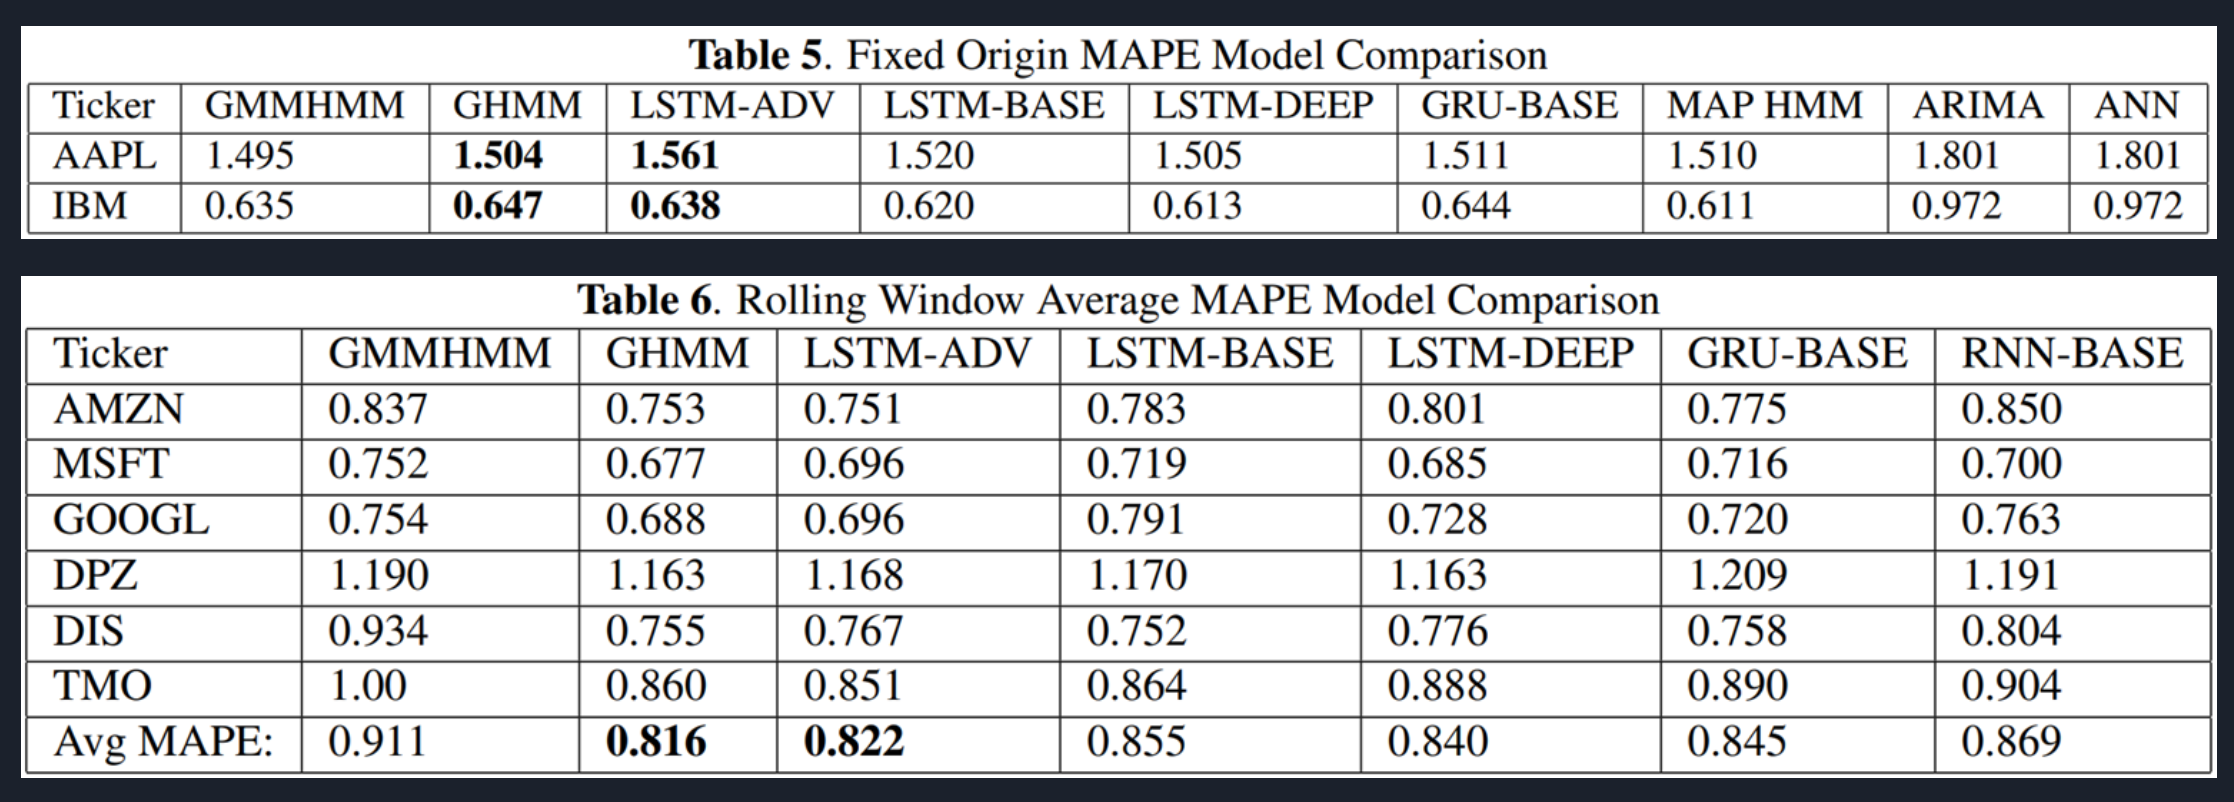 Table 5. Fixed Origin MAPE Model Comparison
Ticker GMMHMM GHMM LSTM-ADV LSTM-BASE LSTM-DEEP GRU-BASE MAP HMM ARIMA ANN
AAPL 1.495 1.504 1.561 1.520 1.505 1.511 1.510 1.801 1.801
IBM 0.635 0.647 0.638 0.620 0.613 0.644 0.611 0.972 0.972
Table 6. Rolling Window Average MAPE Model Comparison
Ticker GMMHMM GHMM LSTM-ADV LSTM-BASE LSTM-DEEP GRU-BASE RNN-BASE
AMZN 0.837 0.753 0.751 0.783 0.801 0.775 0.850
MSFT 0.752 0.677 0.696 0.719 0.685 0.716 0.700
GOOGL 0.754 0.688 0.696 0.791 0.728 0.720 0.763
DPZ 1.190 1.163 1.168 1.170 1.163 1.209 1.191
DIS 0.934 0.755 0.767 0.752 0.776 0.758 0.804
TMO 1.00 0.860 0.851 0.864 0.888 0.890 0.904
Avg MAPE: 0.911 0.816 0.822 0.855 0.840 0.845 0.869